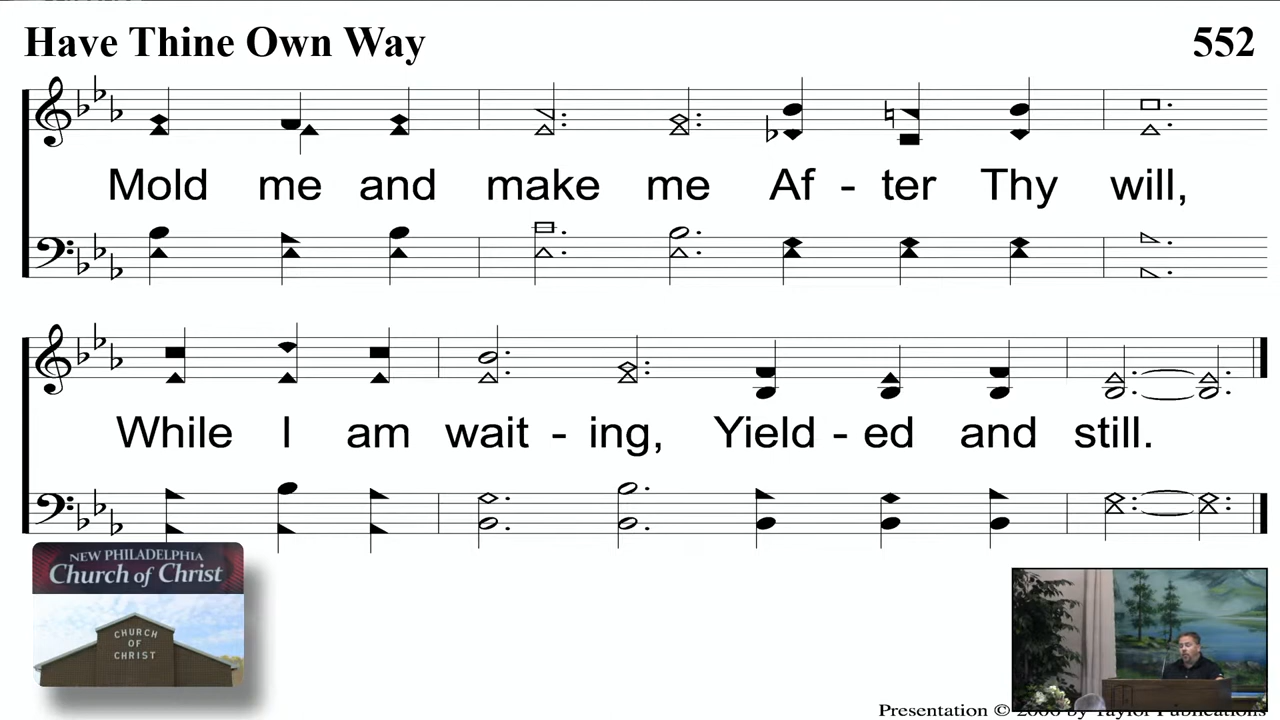 Have Thine Own Way 552
Mold me and make me Af - ter Thy will,
While I am wait - ing, Yield - ed and still.
NEW PHILADELPHIA
Church of Christ
CHURCH
OF
CHRIST
Presentation © 2006 by Taylor Publications